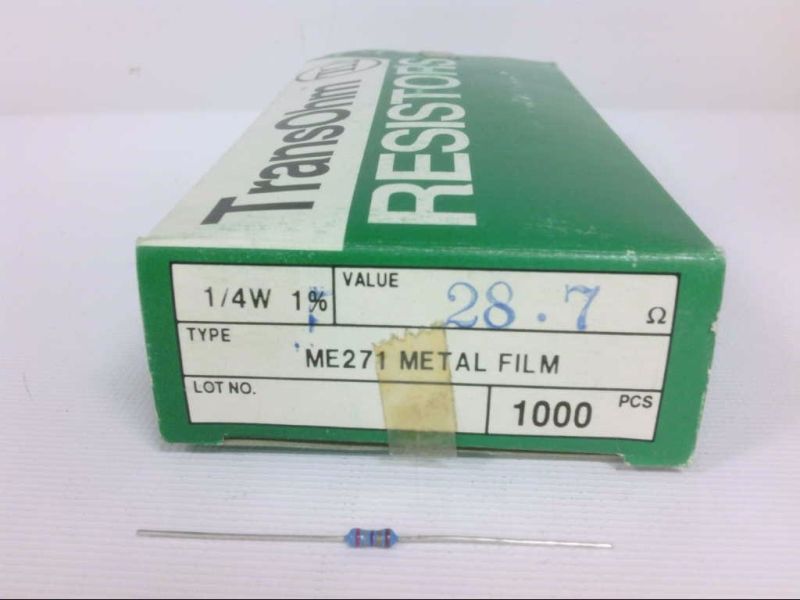 TransOhm
RESISTORS
1/4W 1%
VALUE
28.7 Ω
TYPE
ME271 METAL FILM
LOT NO.
1000 PCS